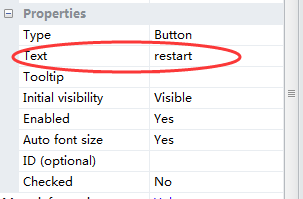 Properties
Type Button
Text restart
Tooltip
Initial visibility Visible
Enabled Yes
Auto font size Yes
ID (optional)
Checked No